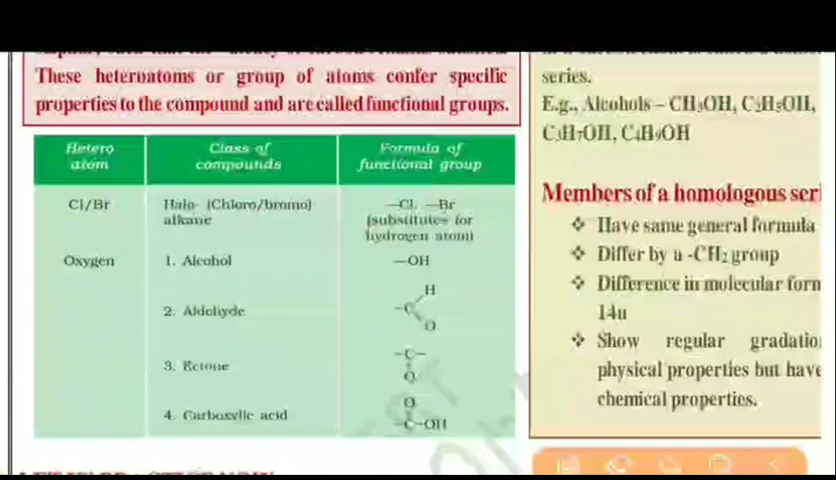 These heteroatoms or group of atoms confer specific
properties to the compound and are called functional groups.
Hetero atom
Class of compounds
Formula of functional group
Cl/Br
Halo- (Chloro/bromo) alkane
—Cl, —Br
(substitutes for
hydrogen atom)
Oxygen
1. Alcohol
—OH
2. Aldehyde
H
-C
O
3. Ketone
-C-
O
4. Carboxylic acid
O
-C-OH
series.
E.g., Alcohols – CH₃OH, C₂H₅OH,
C₃H₇OH, C₄H₉OH
Members of a homologous seri
❖ Have same general formula
❖ Differ by a -CH₂ group
❖ Difference in molecular form
14u
❖ Show regular gradatio
physical properties but have
chemical properties.